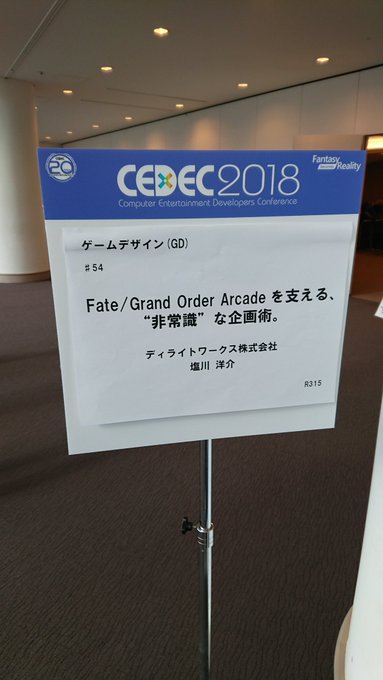 20
CEDEC2018
Computer Entertainment Developers Conference
Fantasy
Reality
ゲームデザイン(GD)
#54
Fate/Grand Order Arcade を支える、
“非常識”な企画術。
ディライトワークス株式会社
塩川 洋介
R315